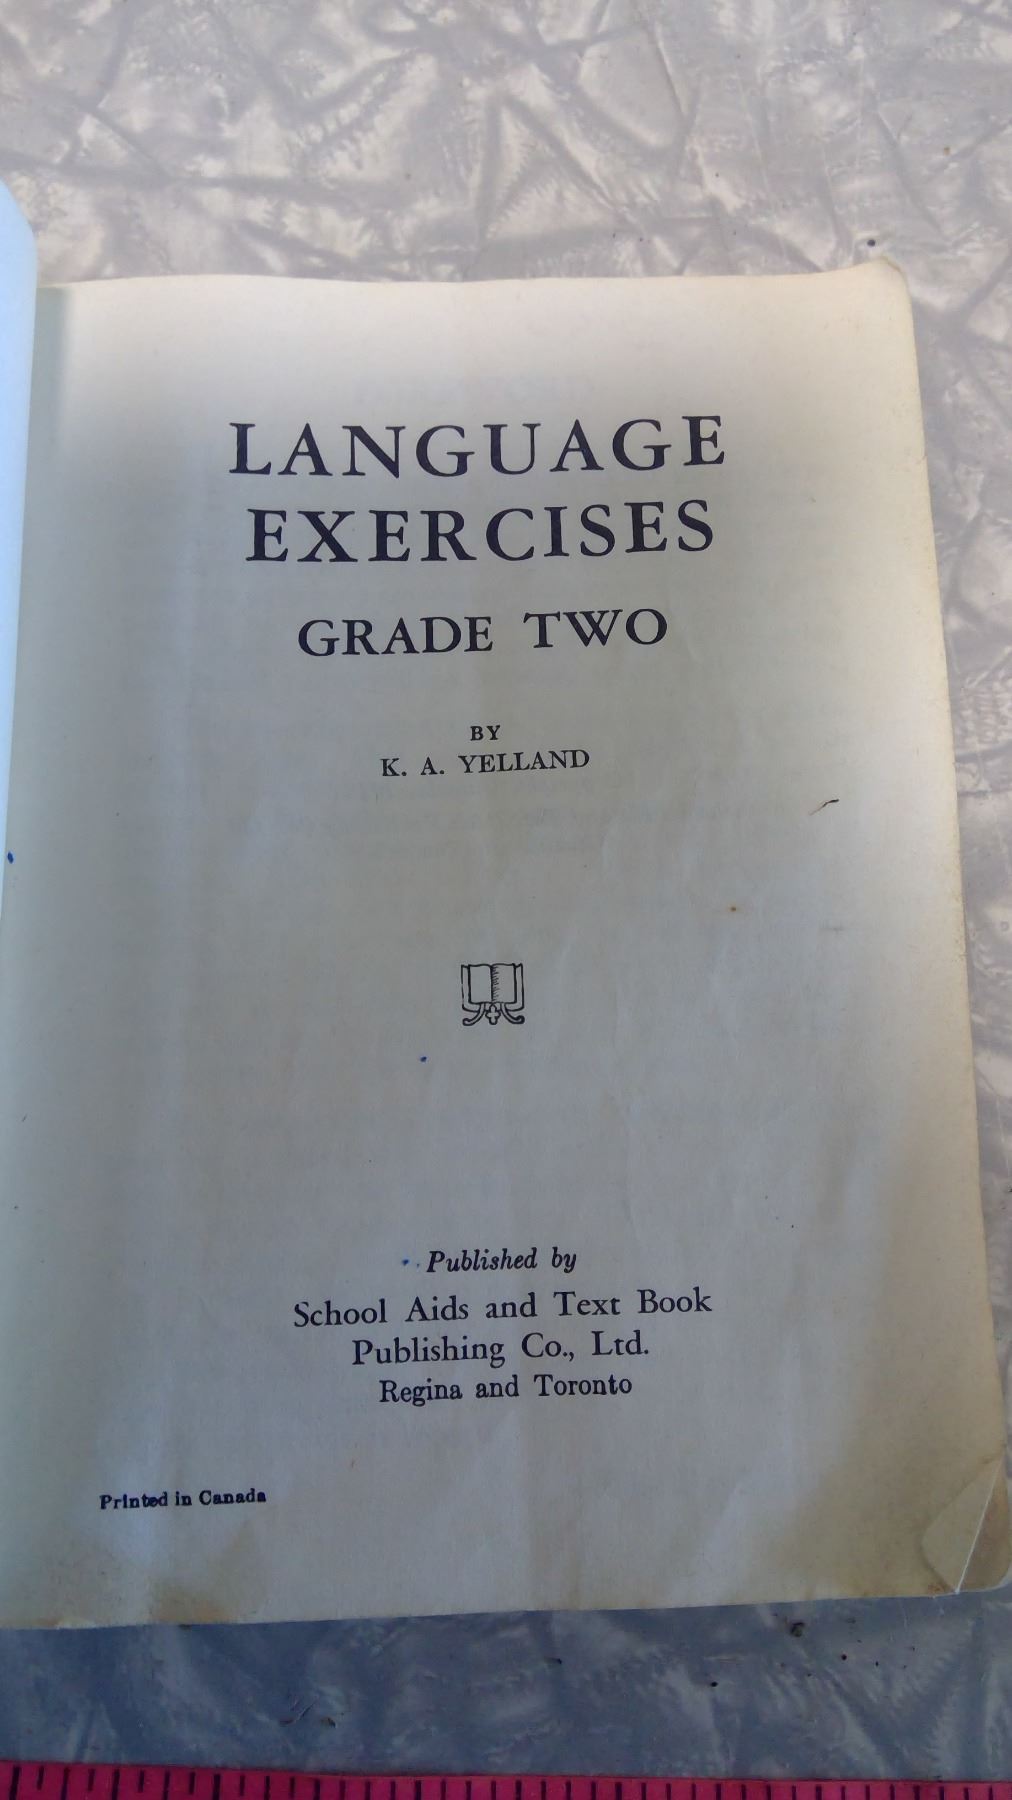 LANGUAGE
EXERCISES
GRADE TWO
BY
K. A. YELLAND
Published by
School Aids and Text Book
Publishing Co., Ltd.
Regina and Toronto
Printed in Canada